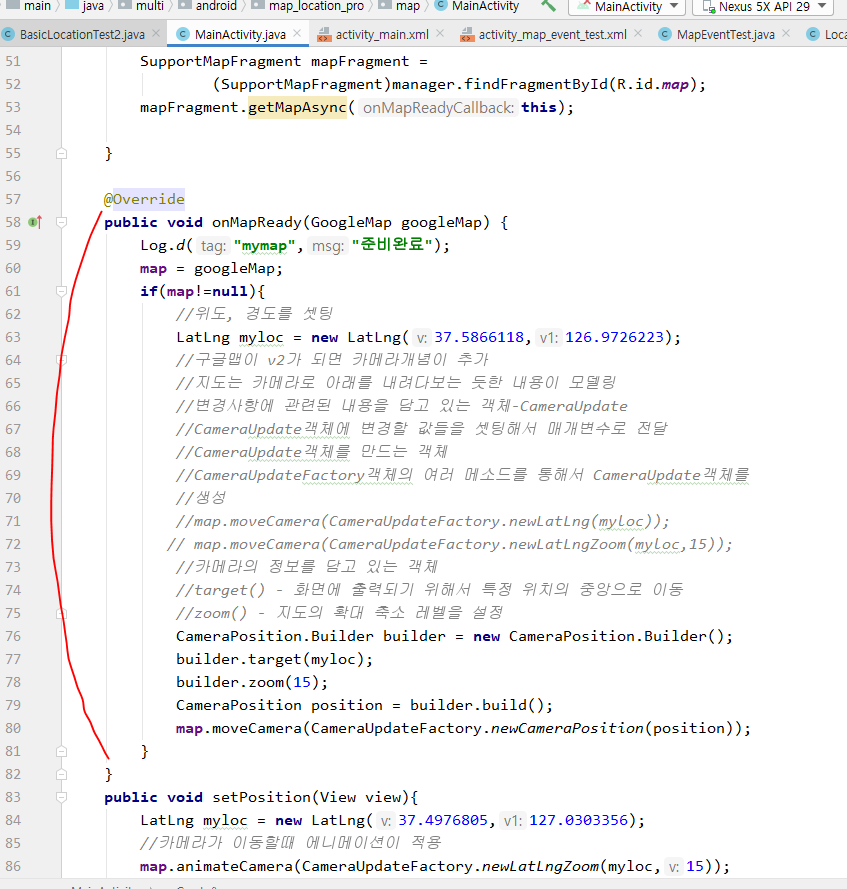 main java multi android map_location_pro map MainActivity MainActivity Nexus 5X API 29
BasicLocationTest2.java MainActivity.java activity_main.xml activity_map_event_test.xml MapEventTest.java Loca
51 SupportMapFragment mapFragment =
52 (SupportMapFragment)manager.findFragmentById(R.id.map);
53 mapFragment.getMapAsync( onMapReadyCallback: this);
54
55 }
56
57 @Override
58 public void onMapReady(GoogleMap googleMap) {
59 Log.d( tag: "mymap", msg: "준비완료");
60 map = googleMap;
61 if(map!=null){
62 //위도, 경도를 셋팅
63 LatLng myloc = new LatLng( v: 37.5866118, v1: 126.9726223);
64 //구글맵이 v2가 되면 카메라개념이 추가
65 //지도는 카메라로 아래를 내려다보는 듯한 내용이 모델링
66 //변경사항에 관련된 내용을 담고 있는 객체-CameraUpdate
67 //CameraUpdate객체에 변경할 값들을 셋팅해서 매개변수로 전달
68 //CameraUpdate객체를 만드는 객체
69 //CameraUpdateFactory객체의 여러 메소드를 통해서 CameraUpdate객체를
70 //생성
71 //map.moveCamera(CameraUpdateFactory.newLatLng(myloc));
72 // map.moveCamera(CameraUpdateFactory.newLatLngZoom(myloc,15));
73 //카메라의 정보를 담고 있는 객체
74 //target() - 화면에 출력되기 위해서 특정 위치의 중앙으로 이동
75 //zoom() - 지도의 확대 축소 레벨을 설정
76 CameraPosition.Builder builder = new CameraPosition.Builder();
77 builder.target(myloc);
78 builder.zoom(15);
79 CameraPosition position = builder.build();
80 map.moveCamera(CameraUpdateFactory.newCameraPosition(position));
81 }
82 }
83 public void setPosition(View view){
84 LatLng myloc = new LatLng( v: 37.4976805, v1: 127.0303356);
85 //카메라가 이동할때 에니메이션이 적용
86 map.animateCamera(CameraUpdateFactory.newLatLngZoom(myloc, v: 15));